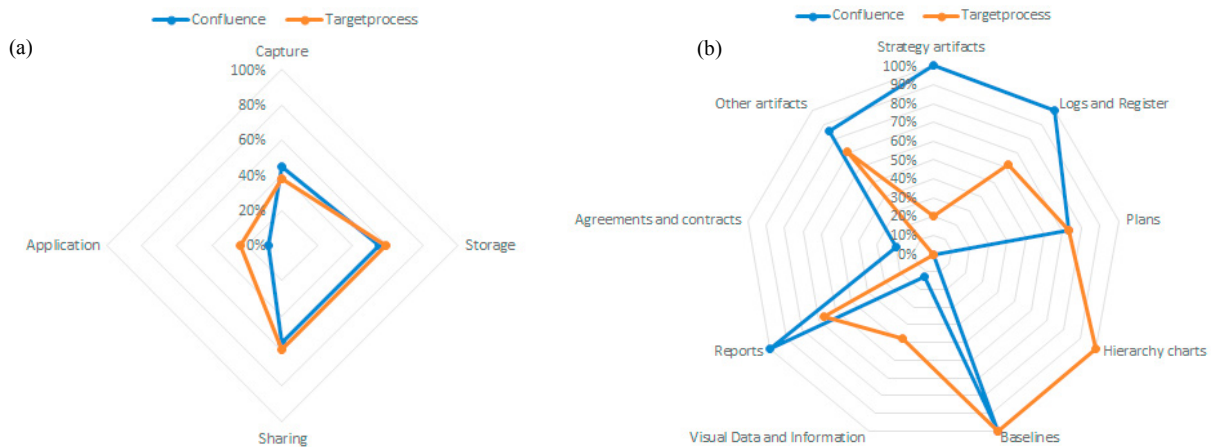 Confluence Targetprocess
(a)
Capture
100%
80%
60%
40%
20%
0%
Application
Storage
Sharing
Confluence Targetprocess
(b)
Strategy artifacts
100%
90%
80%
70%
60%
50%
40%
30%
20%
10%
0%
Other artifacts
Logs and Register
Agreements and contracts
Plans
Reports
Hierarchy charts
Visual Data and Information
Baselines